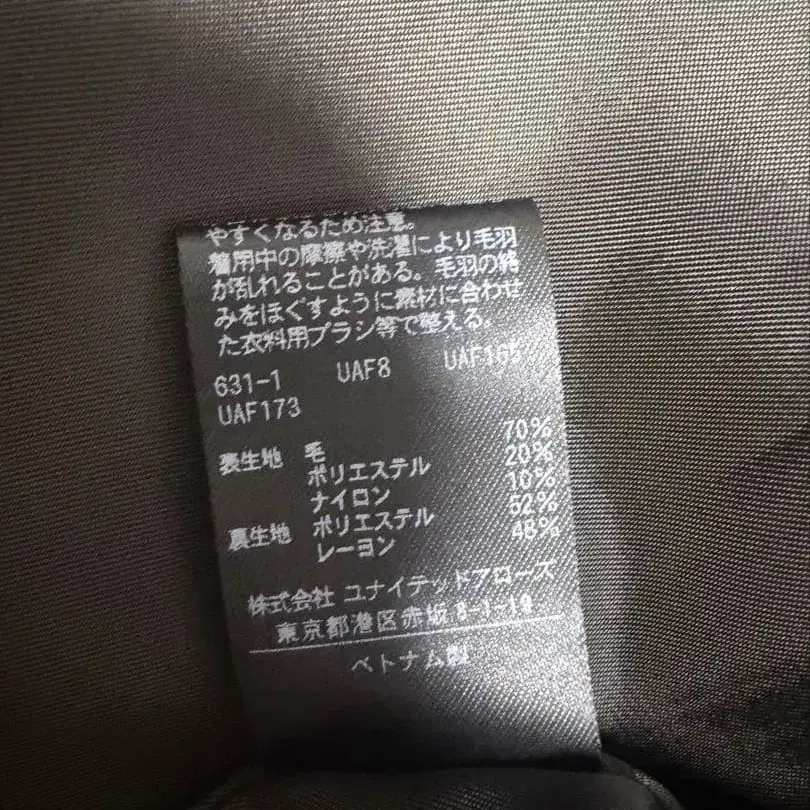 やすくなるため注意。
着用中の摩擦や洗濯により毛羽
が乱れることがある。毛羽の絡
みをほぐすように素材に合わせ
た衣料用ブラシ等で整える。
631-1 UAF8 UAF165
UAF173
表生地 毛 70%
ポリエステル 20%
ナイロン 10%
裏生地 ポリエステル 52%
レーヨン 48%
株式会社 ユナイテッドアローズ
東京都港区赤坂8-1-19
ベトナム製